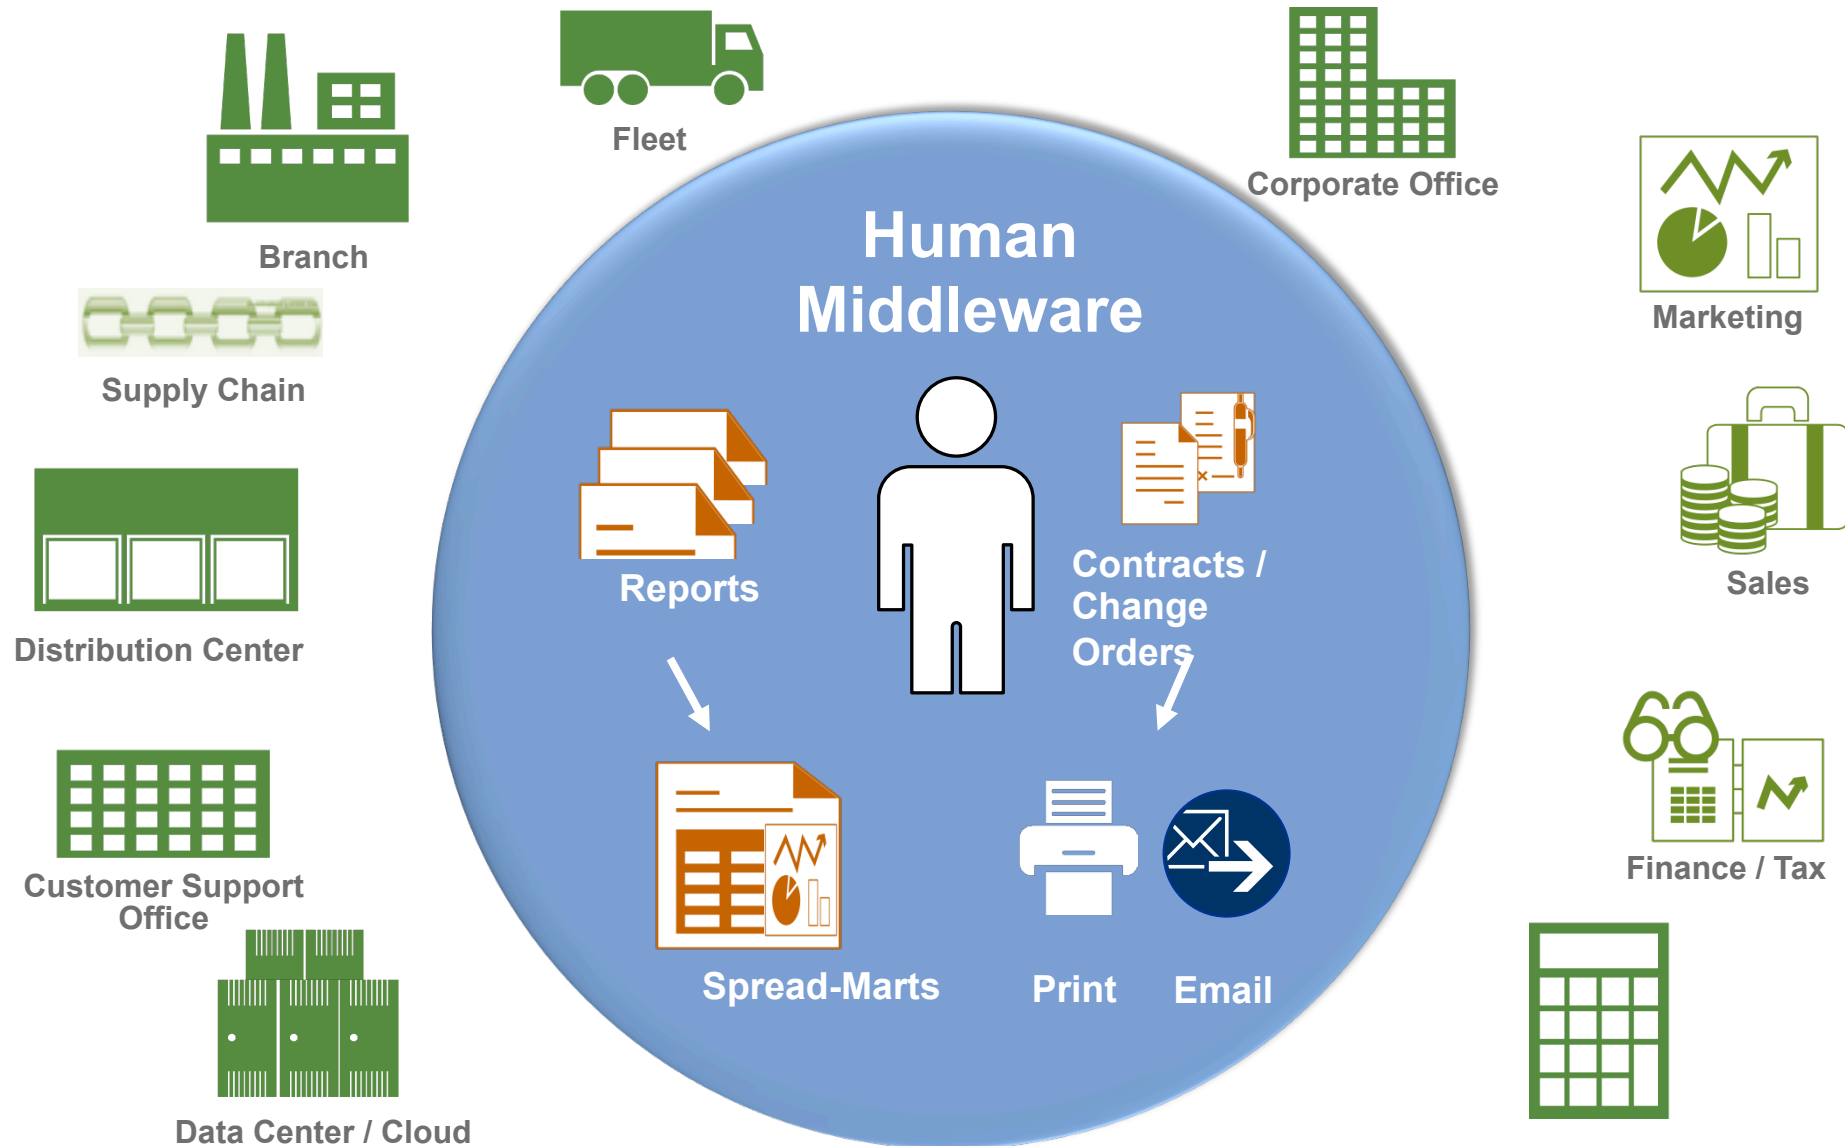 Fleet
Corporate Office
Branch
Human
Middleware
Marketing
Supply Chain
Reports
Contracts /
Change
Orders
Sales
Distribution Center
Customer Support
Office
Finance / Tax
Spread-Marts
Print
Email
Data Center / Cloud